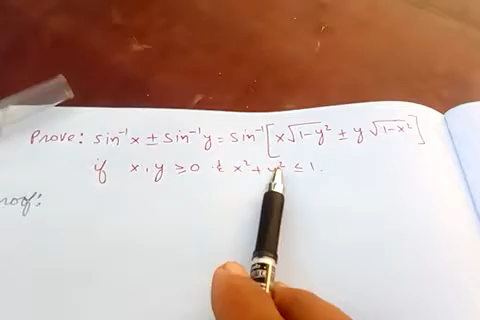 Prove: sin⁻¹x ± sin⁻¹y = sin⁻¹[x√1-y² ± y√1-x²]
if x, y ≥ 0 & x² + y² ≤ 1.
roof: